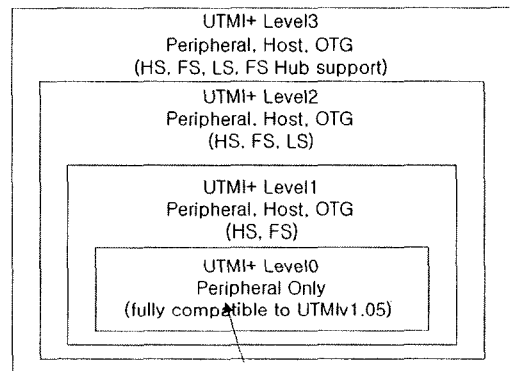 UTMI+ Level3
Peripheral, Host, OTG
(HS, FS, LS, FS Hub support)
UTMI+ Level2
Peripheral, Host, OTG
(HS, FS, LS)
UTMI+ Level1
Peripheral, Host, OTG
(HS, FS)
UTMI+ Level0
Peripheral Only
(fully compatible to UTMIv1.05)